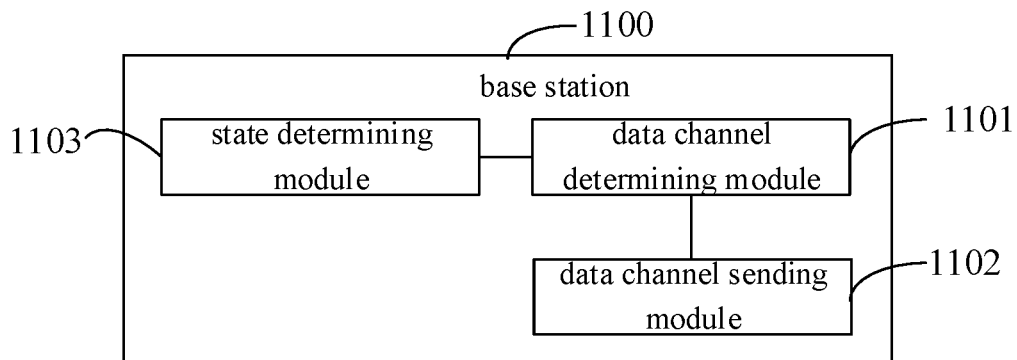 1100
base station
1103
state determining
module
data channel
determining module
1101
data channel sending
module
1102